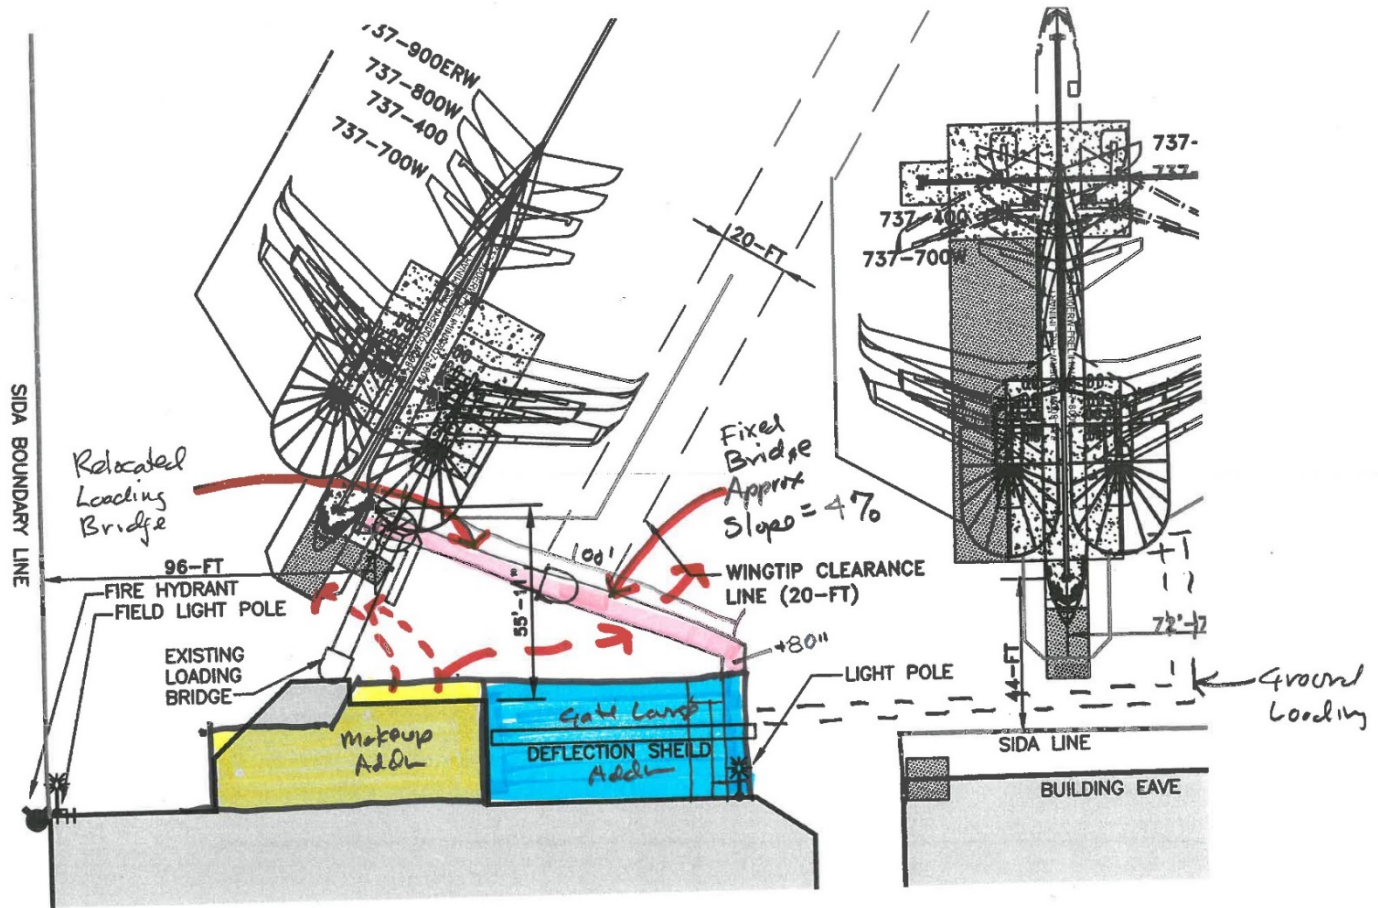 737-900ERW
737-800W
737-400
737-700W
20-FT
737-
737-
737-400
737-700W
SIDA BOUNDARY LINE
Relocated
Loading
Bridge
Fixed
Bridge
Approx
Slope = 4%
96-FT
FIRE HYDRANT
FIELD LIGHT POLE
100'
55'-11"
WINGTIP CLEARANCE
LINE (20-FT)
EXISTING
LOADING
BRIDGE
+80"
LIGHT POLE
44-FT
Ground
Loading
Makeup
Addn
Gate Lounge
DEFLECTION SHEILD
Addn
SIDA LINE
BUILDING EAVE